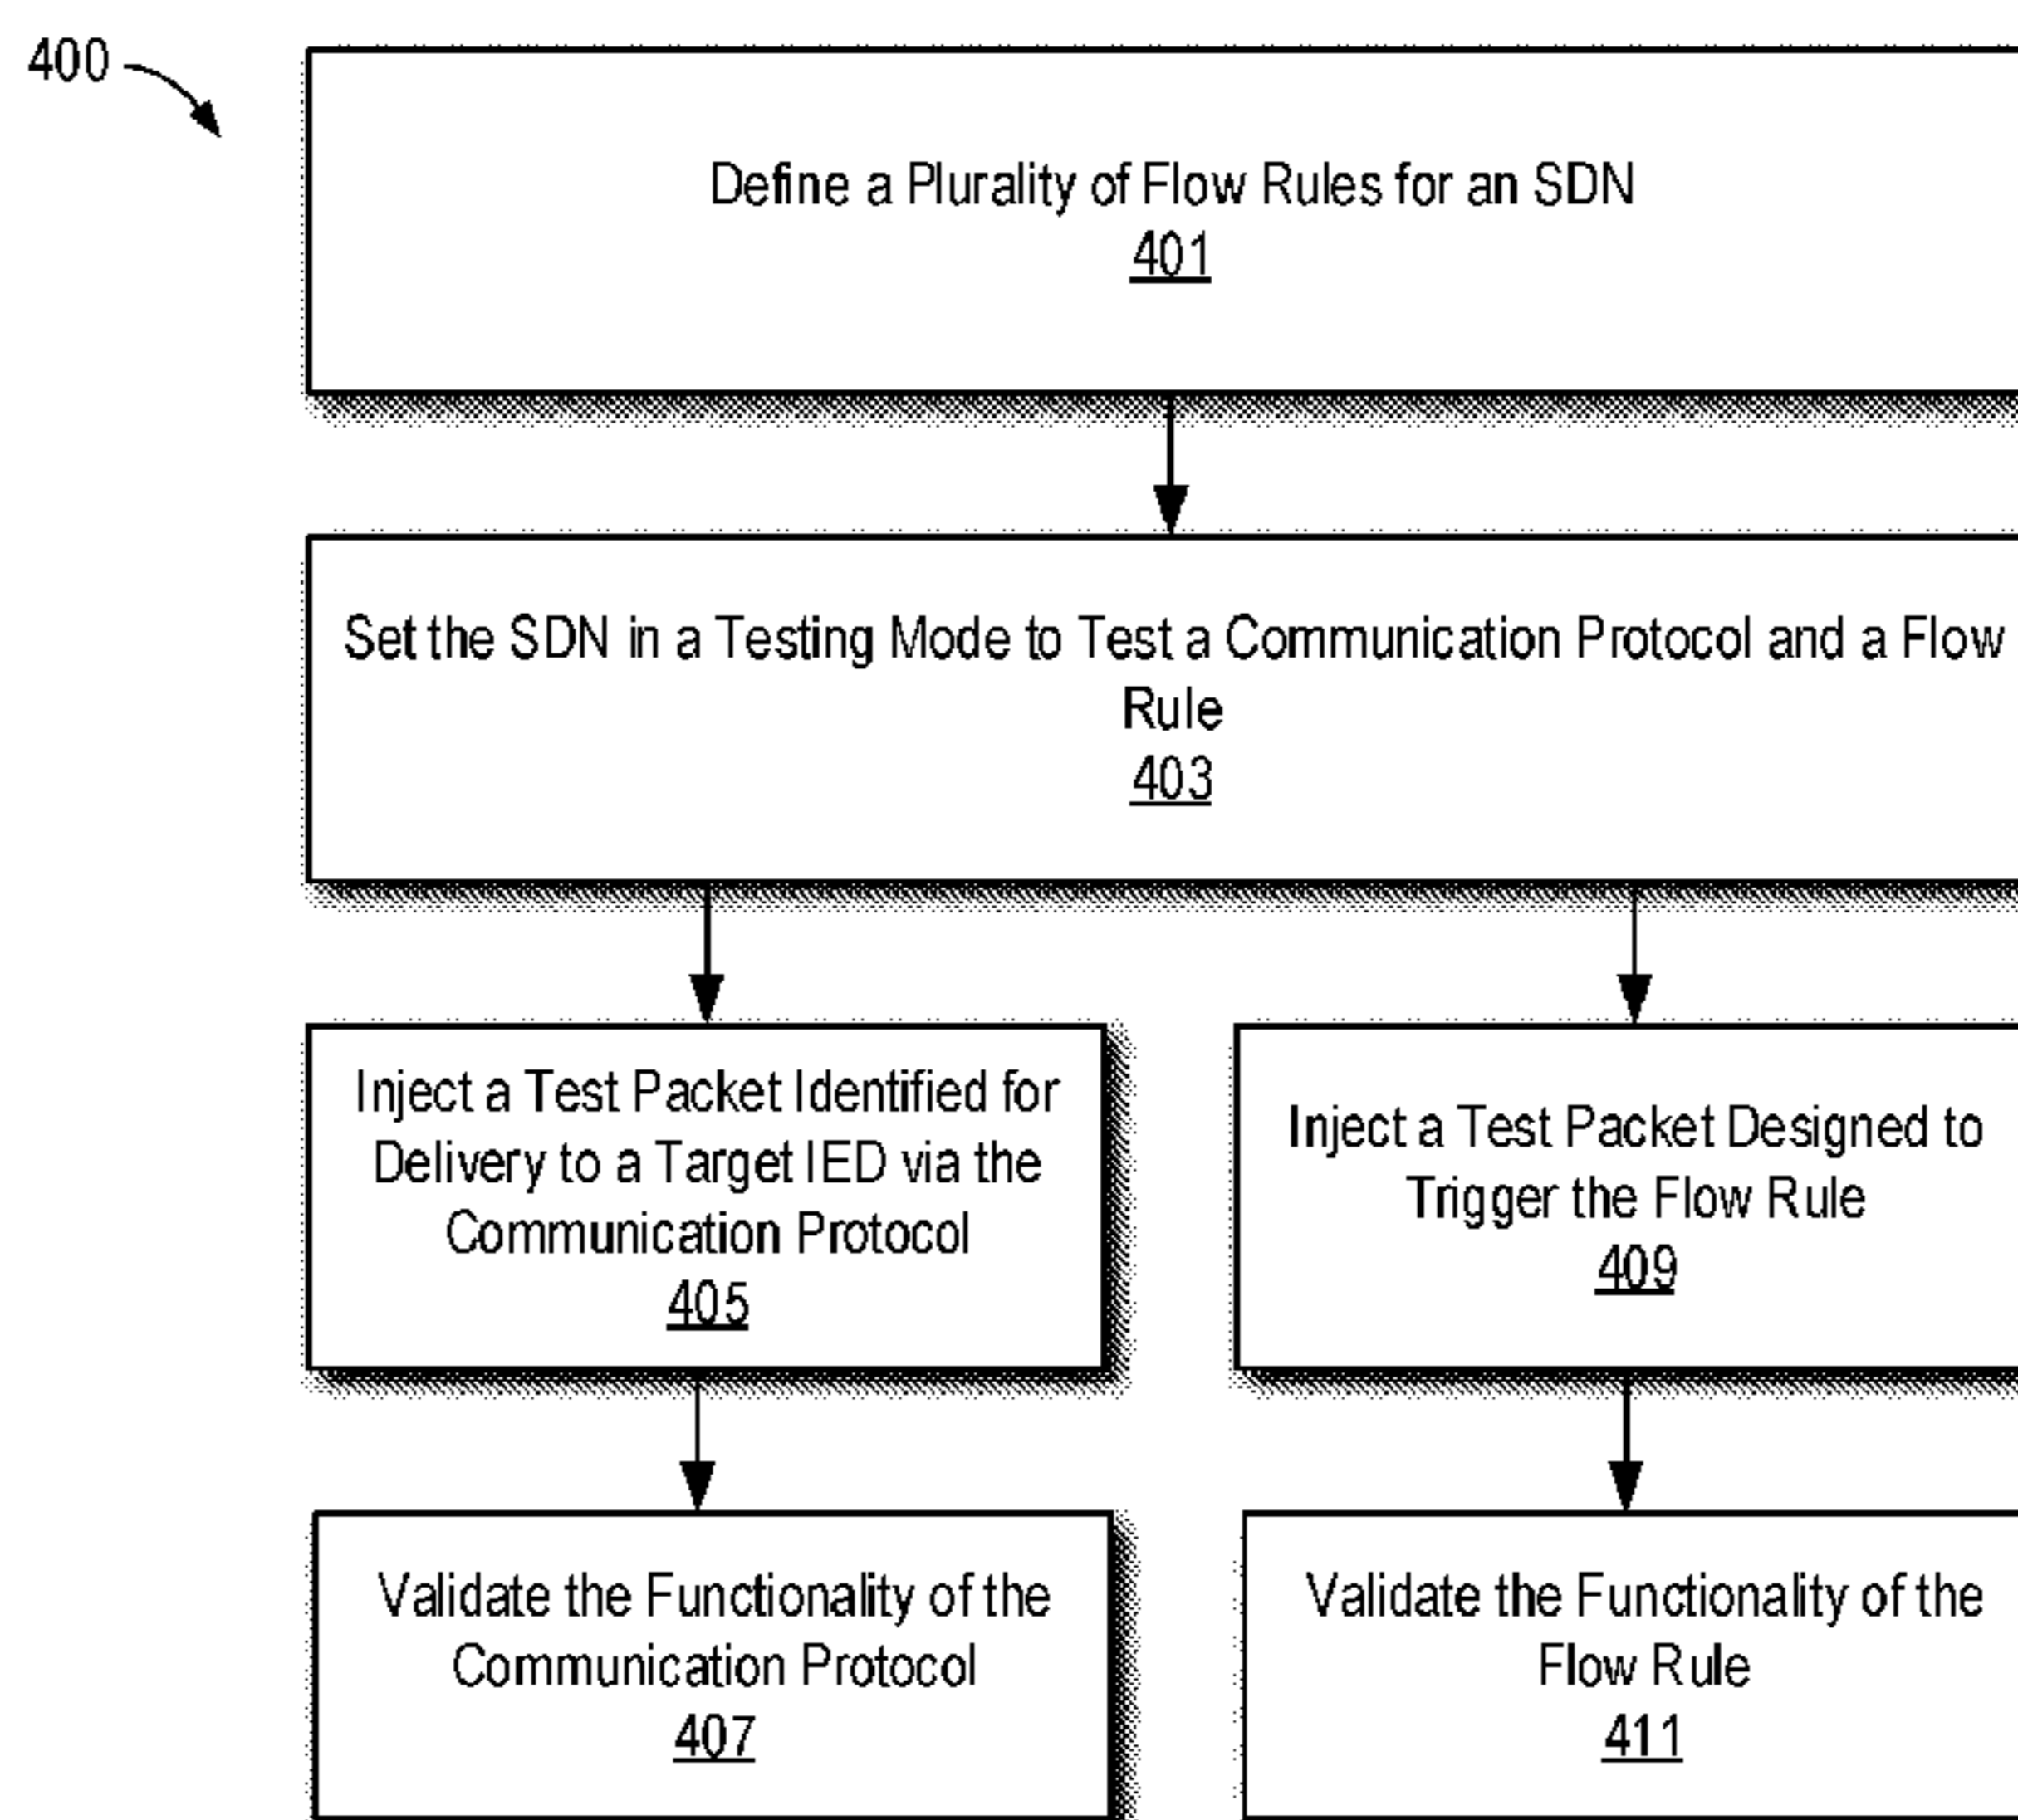 400
Define a Plurality of Flow Rules for an SDN
401
Set the SDN in a Testing Mode to Test a Communication Protocol and a Flow
Rule
403
Inject a Test Packet Identified for
Delivery to a Target IED via the
Communication Protocol
405
Inject a Test Packet Designed to
Trigger the Flow Rule
409
Validate the Functionality of the
Communication Protocol
407
Validate the Functionality of the
Flow Rule
411